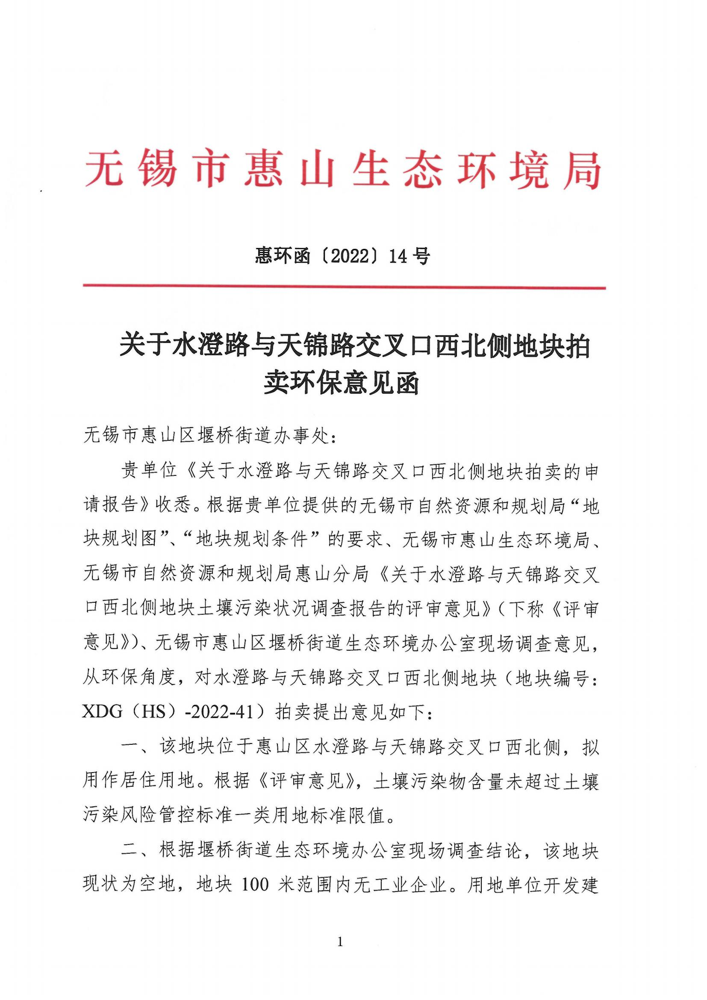 无锡市惠山生态环境局
惠环函〔2022〕14号
关于水澄路与天锦路交叉口西北侧地块拍
卖环保意见函
无锡市惠山区堰桥街道办事处：
贵单位《关于水澄路与天锦路交叉口西北侧地块拍卖的申
请报告》收悉。根据贵单位提供的无锡市自然资源和规划局“地
块规划图”、“地块规划条件”的要求、无锡市惠山生态环境局、
无锡市自然资源和规划局惠山分局《关于水澄路与天锦路交叉
口西北侧地块土壤污染状况调查报告的评审意见》（下称《评审
意见》）、无锡市惠山区堰桥街道生态环境办公室现场调查意见，
从环保角度，对水澄路与天锦路交叉口西北侧地块（地块编号：
XDG（HS）-2022-41）拍卖提出意见如下：
一、该地块位于惠山区水澄路与天锦路交叉口西北侧，拟
用作居住用地。根据《评审意见》，土壤污染物含量未超过土壤
污染风险管控标准一类用地标准限值。
二、根据堰桥街道生态环境办公室现场调查结论，该地块
现状为空地，地块 100 米范围内无工业企业。用地单位开发建
1